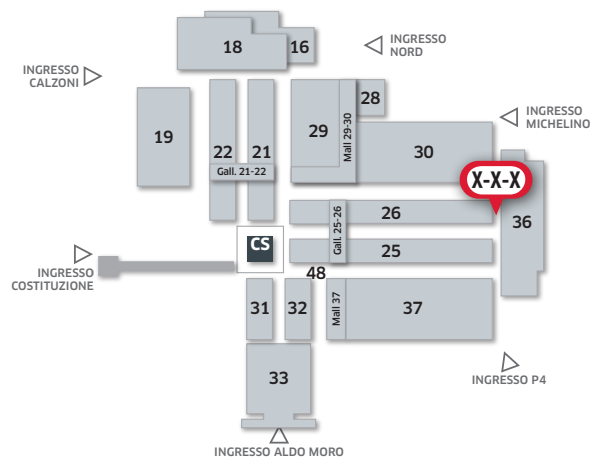 18
16
INGRESSO
NORD
INGRESSO
CALZONI
28
INGRESSO
MICHELINO
19
22
21
29
Mall 29-30
30
Gall. 21-22
X-X-X
26
36
Gall. 25-26
CS
25
INGRESSO
COSTITUZIONE
48
31
32
Mall 37
37
33
INGRESSO P4
INGRESSO ALDO MORO